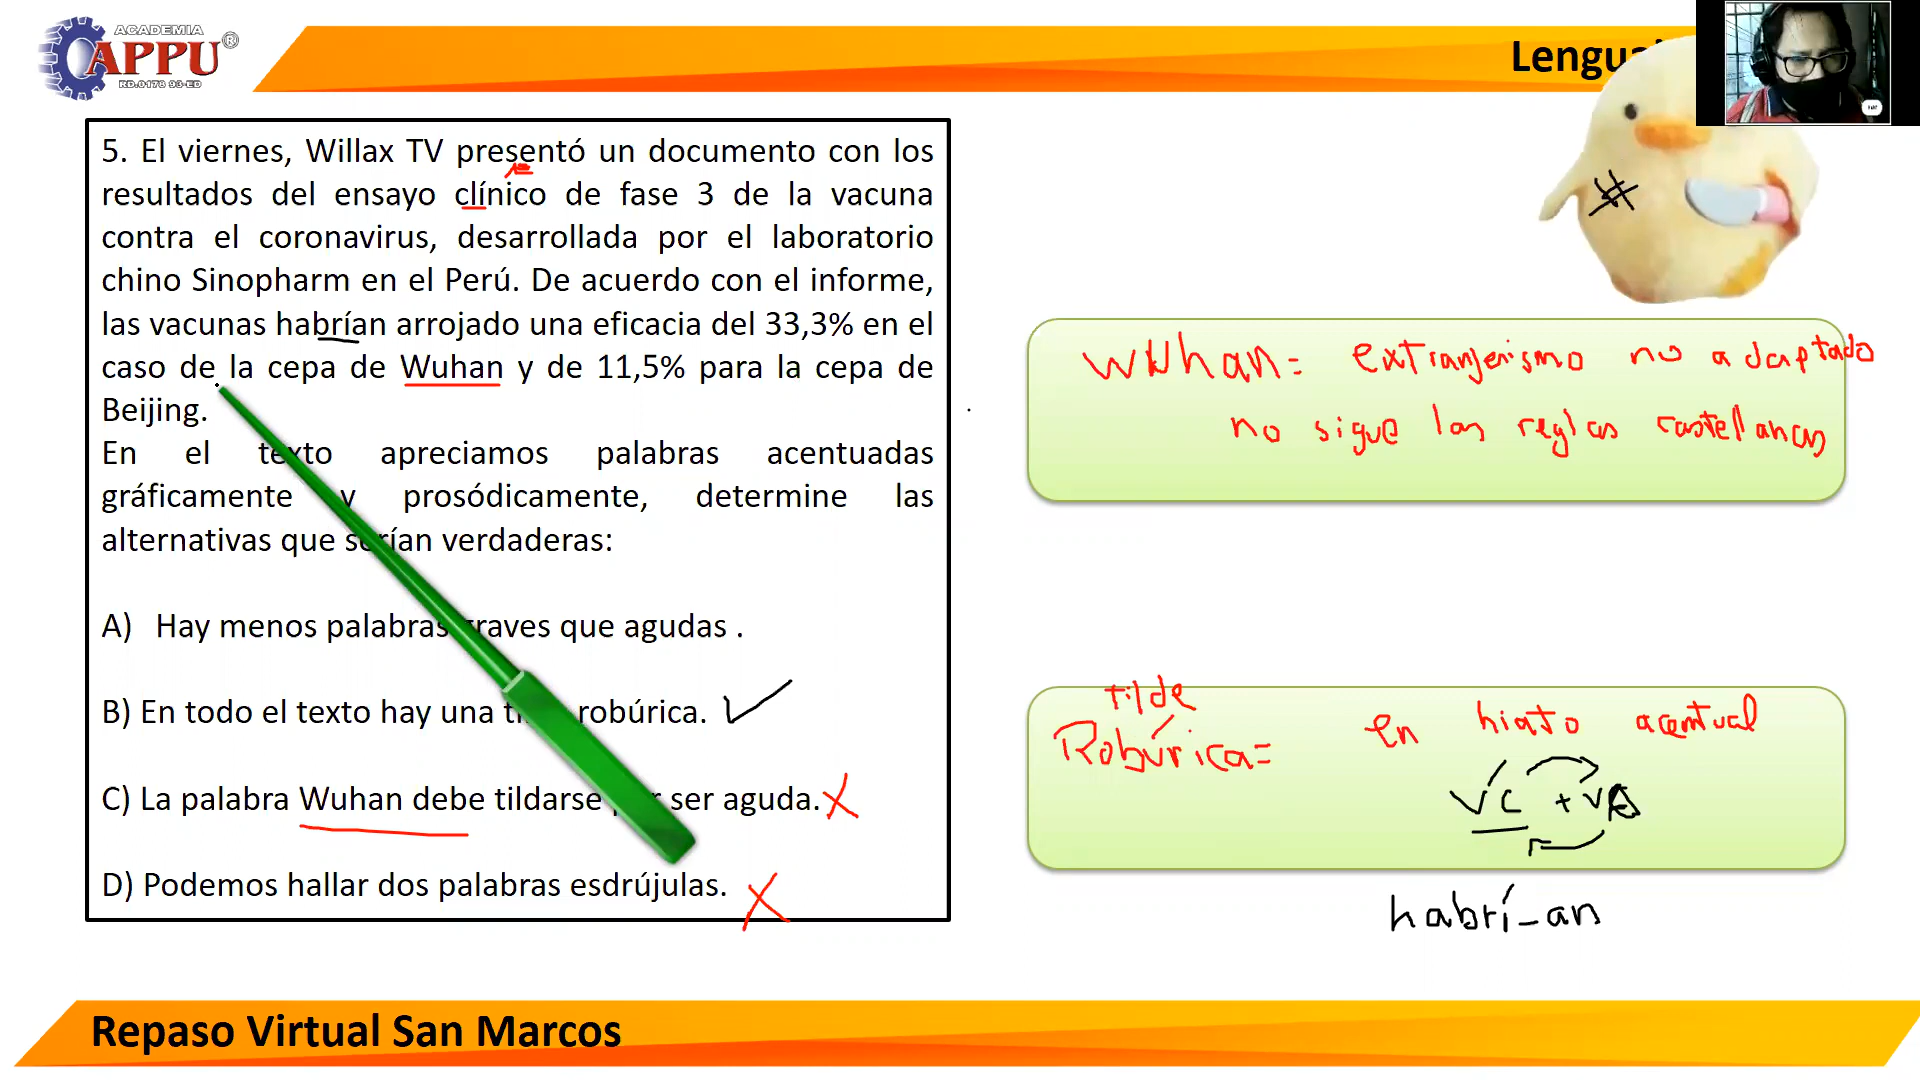 ACADEMIA
APPU®
RD.0178 93-ED
5. El viernes, Willax TV presentó un documento con los
resultados del ensayo clínico de fase 3 de la vacuna
contra el coronavirus, desarrollada por el laboratorio
chino Sinopharm en el Perú. De acuerdo con el informe,
las vacunas habrían arrojado una eficacia del 33,3% en el
caso de la cepa de Wuhan y de 11,5% para la cepa de
Beijing.
En el texto apreciamos palabras acentuadas
gráficamente y prosódicamente, determine las
alternativas que serían verdaderas:
A) Hay menos palabras graves que agudas .
B) En todo el texto hay una robúrica.
C) La palabra Wuhan debe tildarse ser aguda.
D) Podemos hallar dos palabras esdrújulas.
wuhan= extranjerismo no adaptado
no sigue las reglas castellanas
tilde
Robúrica= en hiato acentual
VC + VA
habrí-an
Repaso Virtual San Marcos